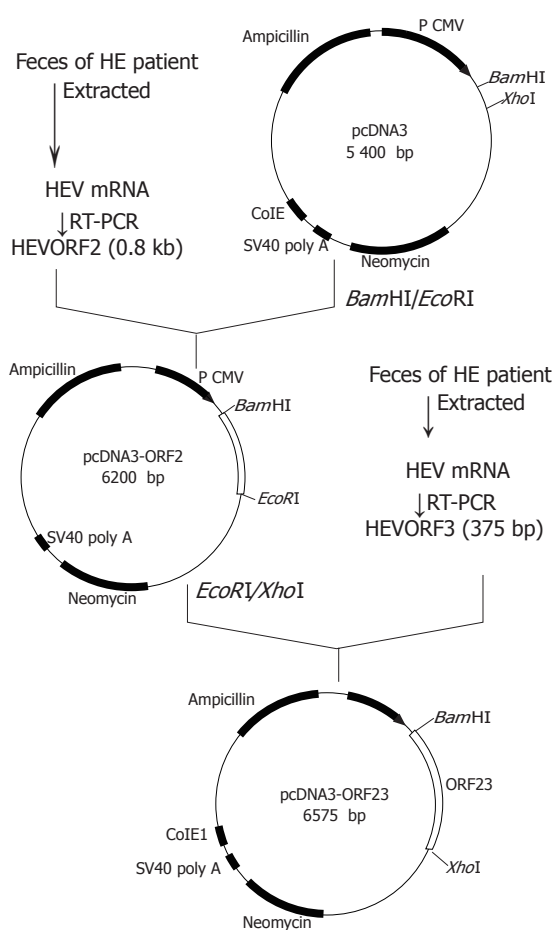 Ampicillin
P CMV
BamHI
XhoI
pcDNA3
5 400 bp
CoIE
SV40 poly A
Neomycin
Feces of HE patient
Extracted
HEV mRNA
↓RT-PCR
HEVORF2 (0.8 kb)
BamHI/EcoRI
Ampicillin
P CMV
BamHI
pcDNA3-ORF2
6200 bp
EcoRI
SV40 poly A
Neomycin
Feces of HE patient
Extracted
HEV mRNA
↓RT-PCR
HEVORF3 (375 bp)
EcoRI/XhoI
Ampicillin
BamHI
pcDNA3-ORF23
6575 bp
ORF23
CoIE1
SV40 poly A
XhoI
Neomycin